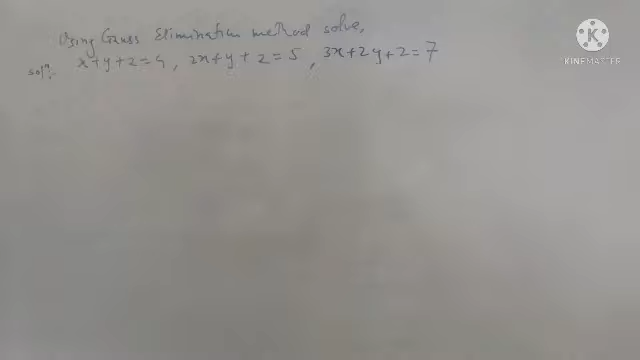 Using Gauss Elimination method solve,
solⁿ: x+y+z=4, 2x+y+z=5, 3x+2y+z=7
K
KINEMASTER